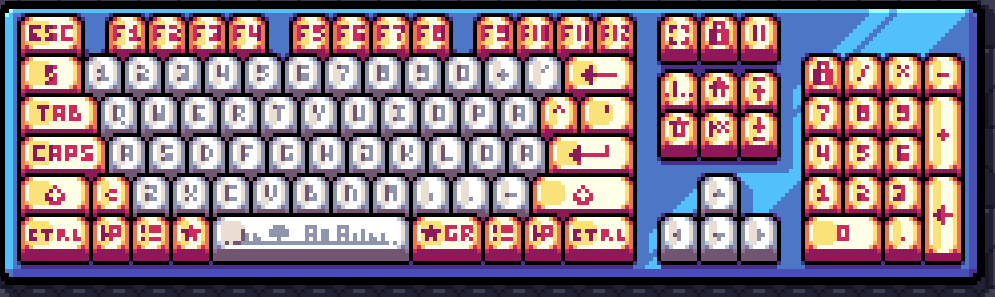 ESC F1 F2 F3 F4 F5 F6 F7 F8 F9 F10 F11 F12
§ 1 2 3 4 5 6 7 8 9 0 + ´ / × -
TAB Q W E R T Y U I O P A ^ ' 7 8 9 +
CAPS A S D F G H J K L O A 4 5 6
< Z X C V B N M , . - 1 2 3
CTRL GR CTRL 0 .